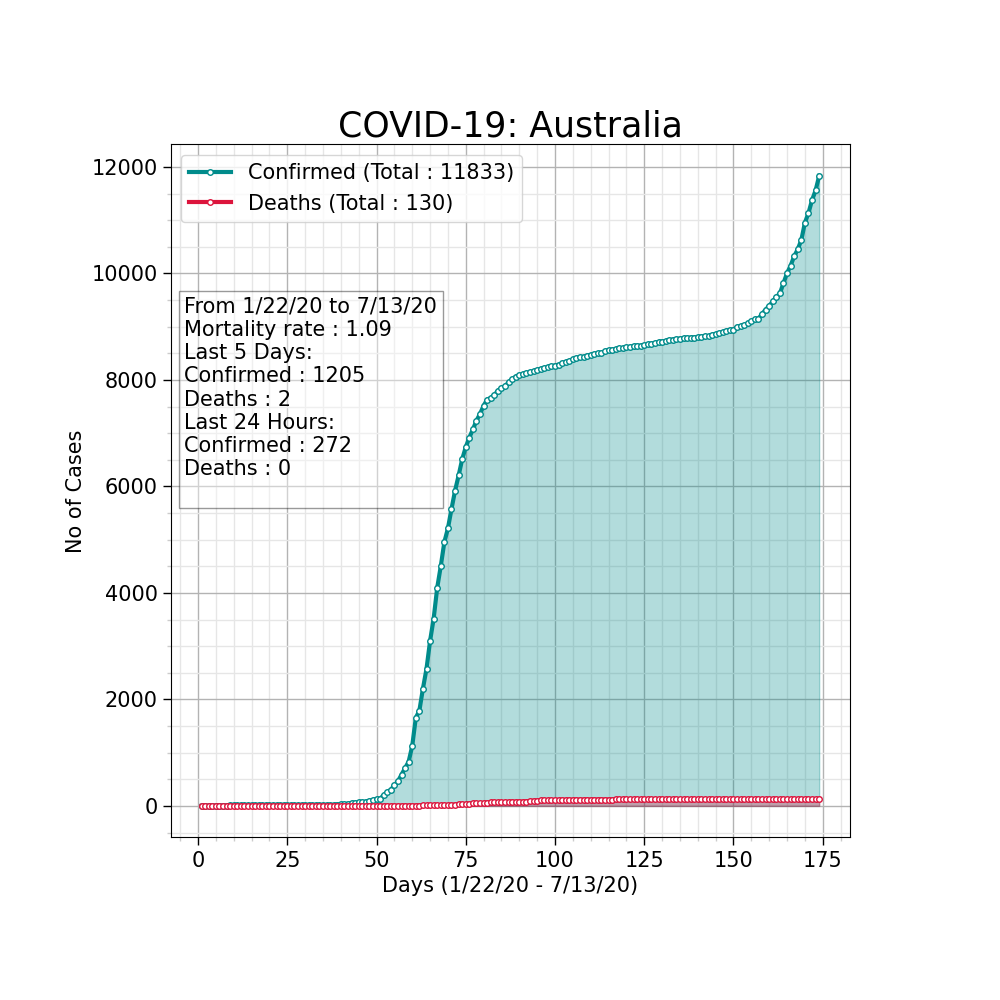 COVID-19: Australia
Confirmed (Total : 11833)
Deaths (Total : 130)
From 1/22/20 to 7/13/20
Mortality rate : 1.09
Last 5 Days:
Confirmed : 1205
Deaths : 2
Last 24 Hours:
Confirmed : 272
Deaths : 0
No of Cases
12000
10000
8000
6000
4000
2000
0
0 25 50 75 100 125 150 175
Days (1/22/20 - 7/13/20)